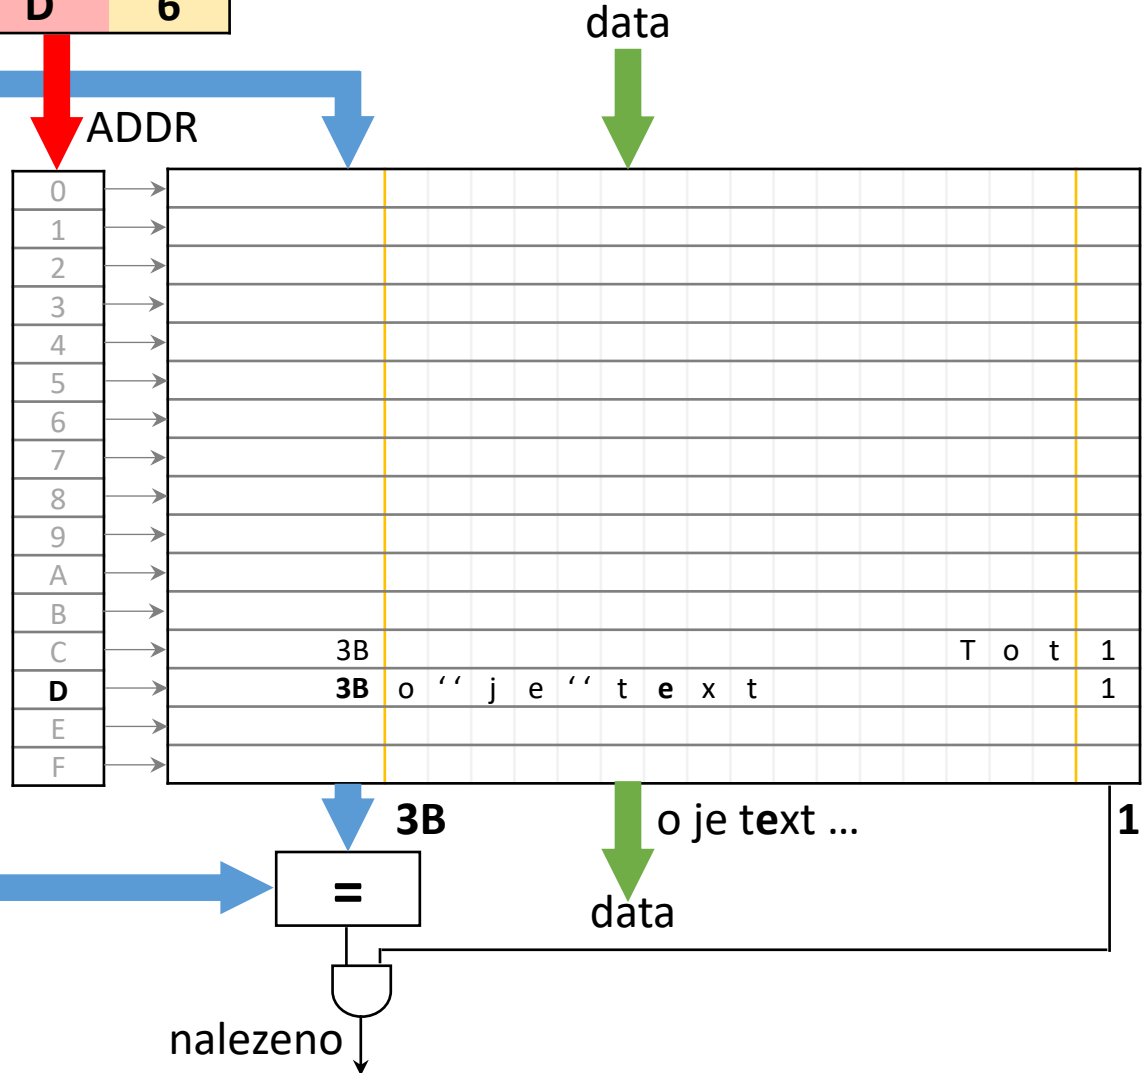 D 6
data
ADDR
0
1
2
3
4
5
6
7
8
9
A
B
C 3B T o t 1
D 3B o ‘‘ j e ‘‘ t e x t 1
E
F
3B o je text ... 1
=
data
nalezeno